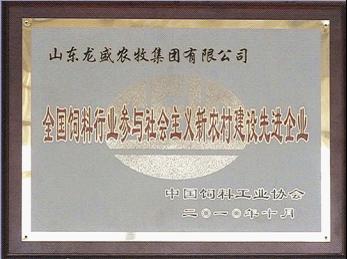 山东龙盛农牧集团有限公司
全国饲料行业参与社会主义新农村建设先进企业
中国饲料工业协会
二〇一〇年十月